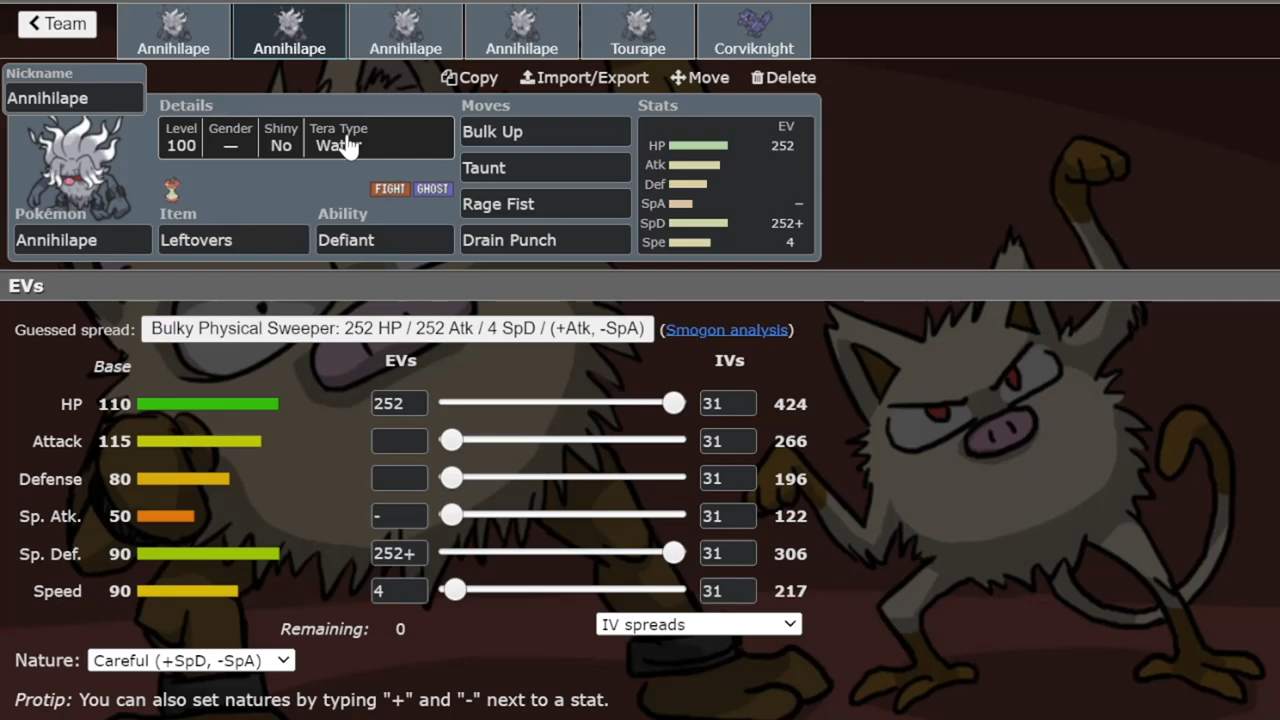 Team
Annihilape Annihilape Annihilape Annihilape Tourape Corviknight
Copy Import/Export Move Delete
Nickname
Annihilape
Details Moves Stats
Level Gender Shiny Tera Type
100 — No Water
FIGHT GHOST
Pokémon Item Ability
Annihilape Leftovers Defiant
Bulk Up
Taunt
Rage Fist
Drain Punch
EV
HP 252
Atk
Def
SpA –
SpD 252+
Spe 4
EVs
Guessed spread: Bulky Physical Sweeper: 252 HP / 252 Atk / 4 SpD / (+Atk, -SpA) (Smogon analysis)
Base EVs IVs
HP 110 252 31 424
Attack 115 31 266
Defense 80 31 196
Sp. Atk. 50 - 31 122
Sp. Def. 90 252+ 31 306
Speed 90 4 31 217
Remaining: 0 IV spreads
Nature: Careful (+SpD, -SpA)
Protip: You can also set natures by typing "+" and "-" next to a stat.